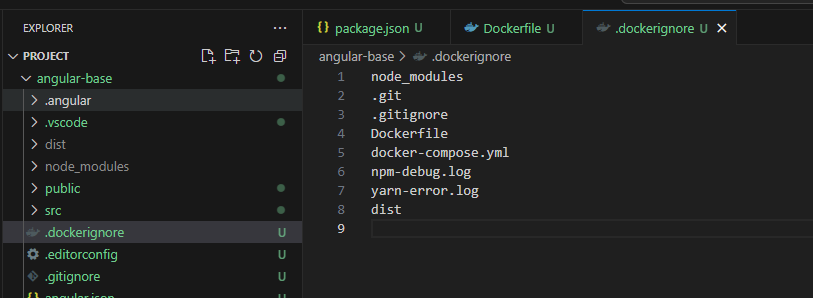 EXPLORER
PROJECT
angular-base
.angular
.vscode
dist
node_modules
public
src
.dockerignore U
.editorconfig U
.gitignore U
{} angular.json U
{} package.json U
Dockerfile U
.dockerignore U
angular-base > .dockerignore
1 node_modules
2 .git
3 .gitignore
4 Dockerfile
5 docker-compose.yml
6 npm-debug.log
7 yarn-error.log
8 dist
9